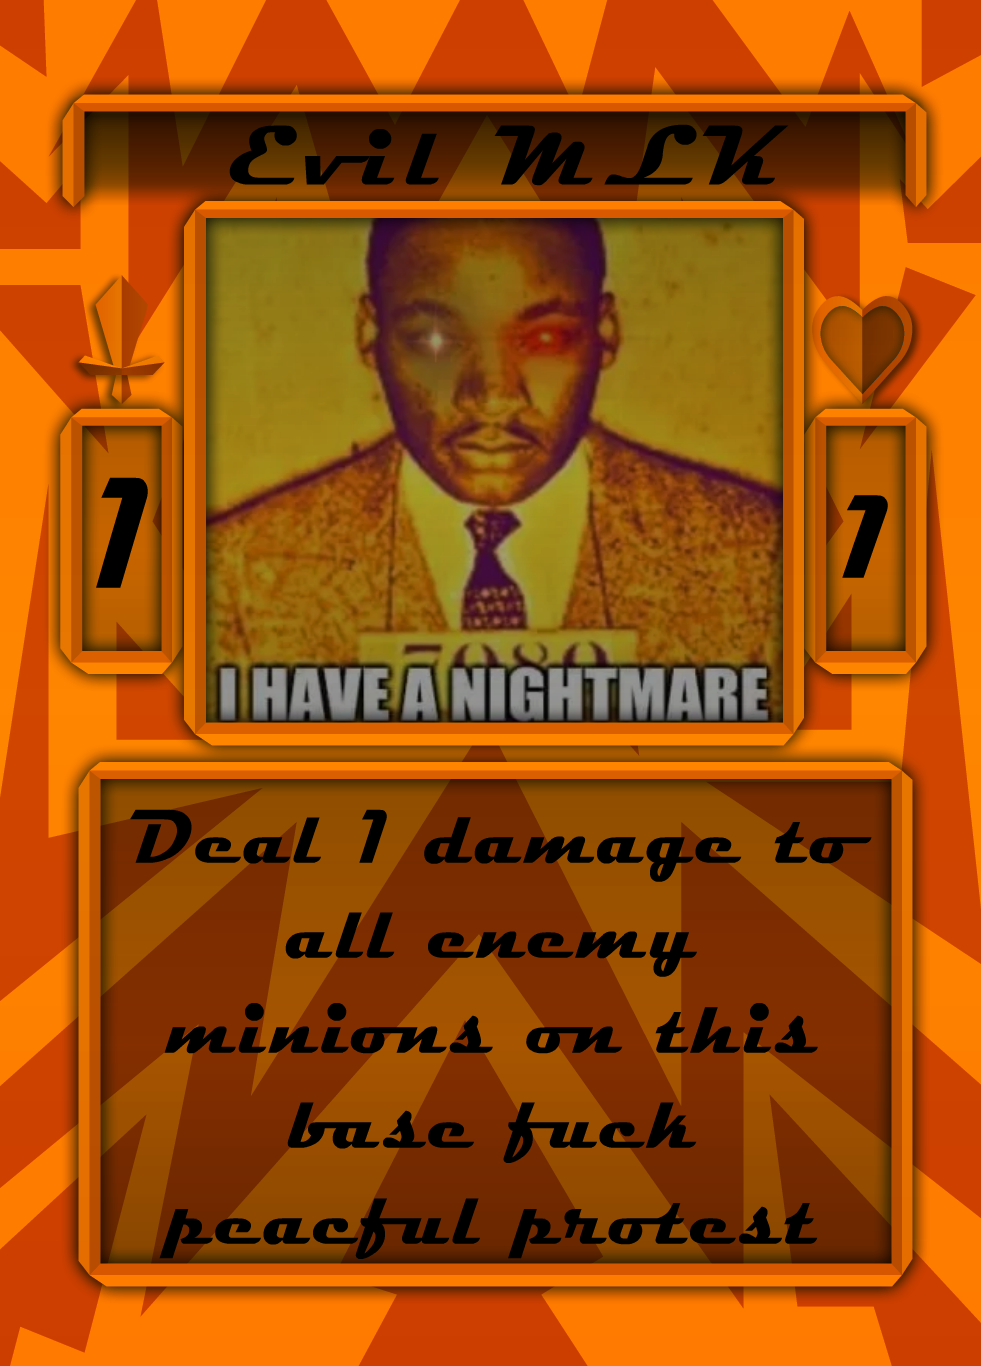 Evil MLK
1
1
7089
I HAVE A NIGHTMARE
Deal 1 damage to
all enemy
minions on this
base fuck
peacful protest